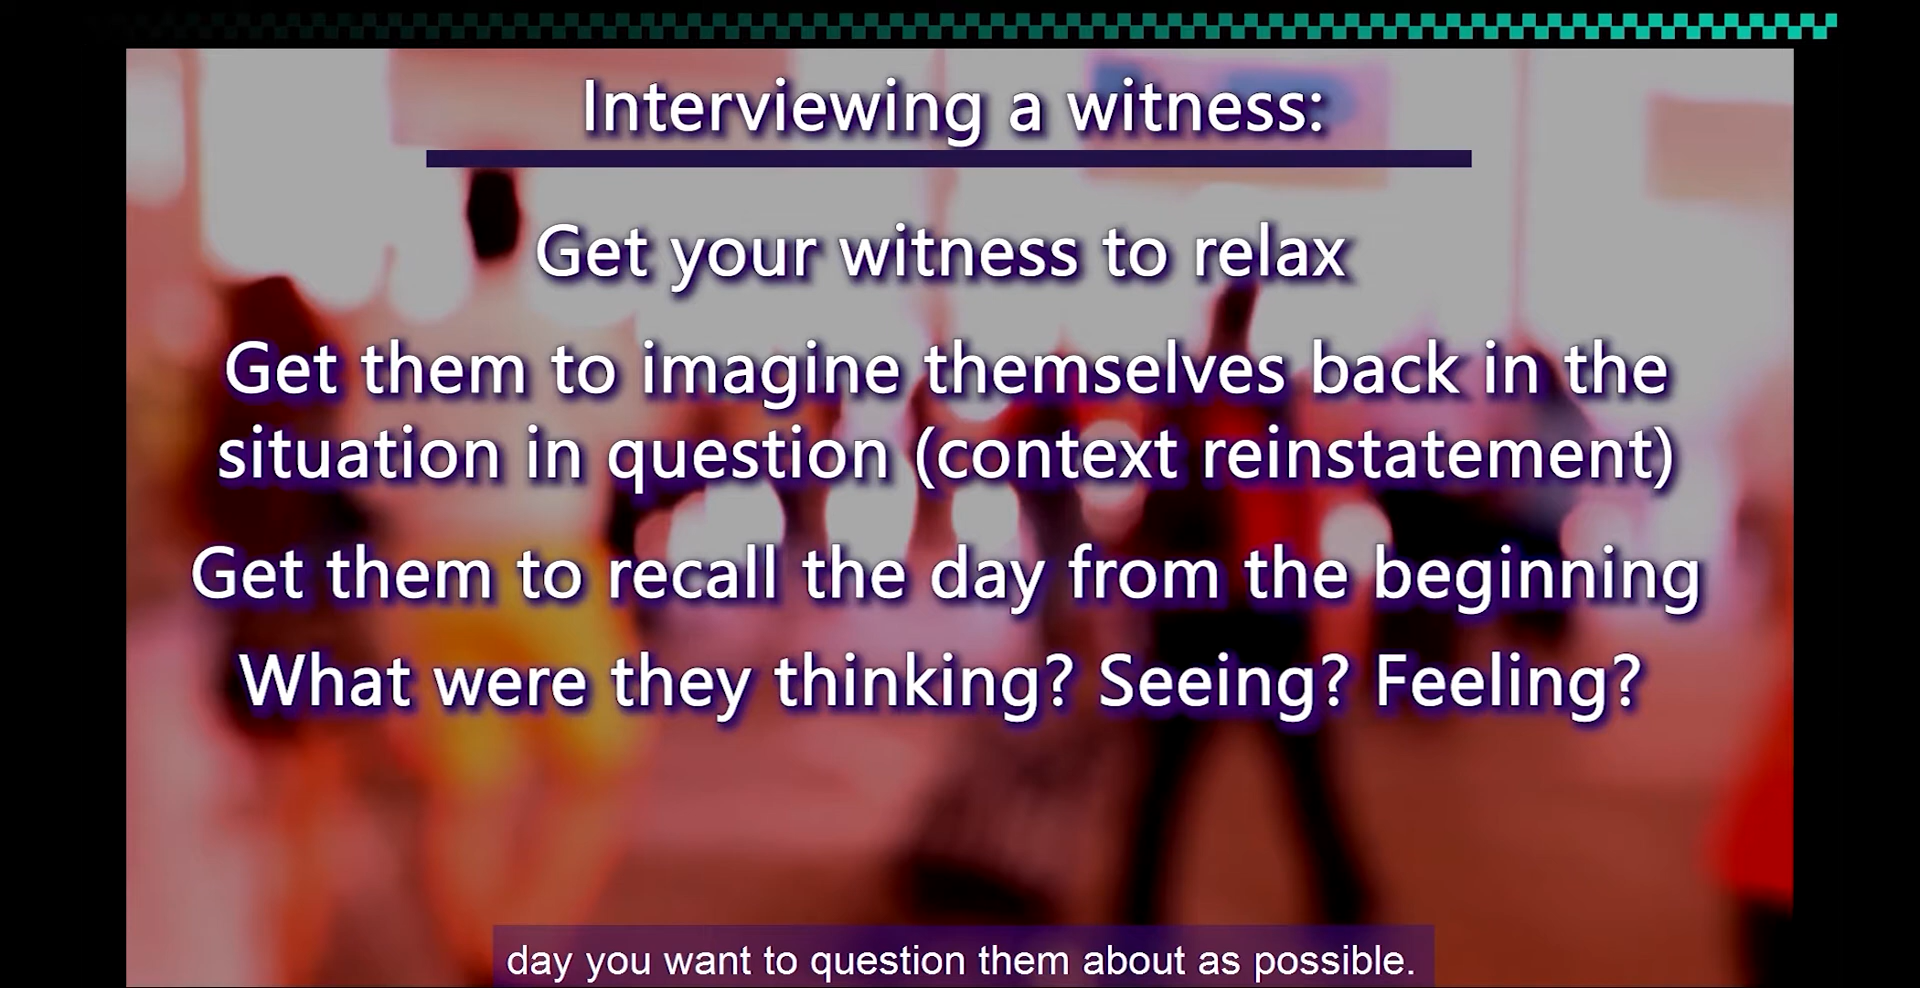 Interviewing a witness:
Get your witness to relax
Get them to imagine themselves back in the
situation in question (context reinstatement)
Get them to recall the day from the beginning
What were they thinking? Seeing? Feeling?
day you want to question them about as possible.